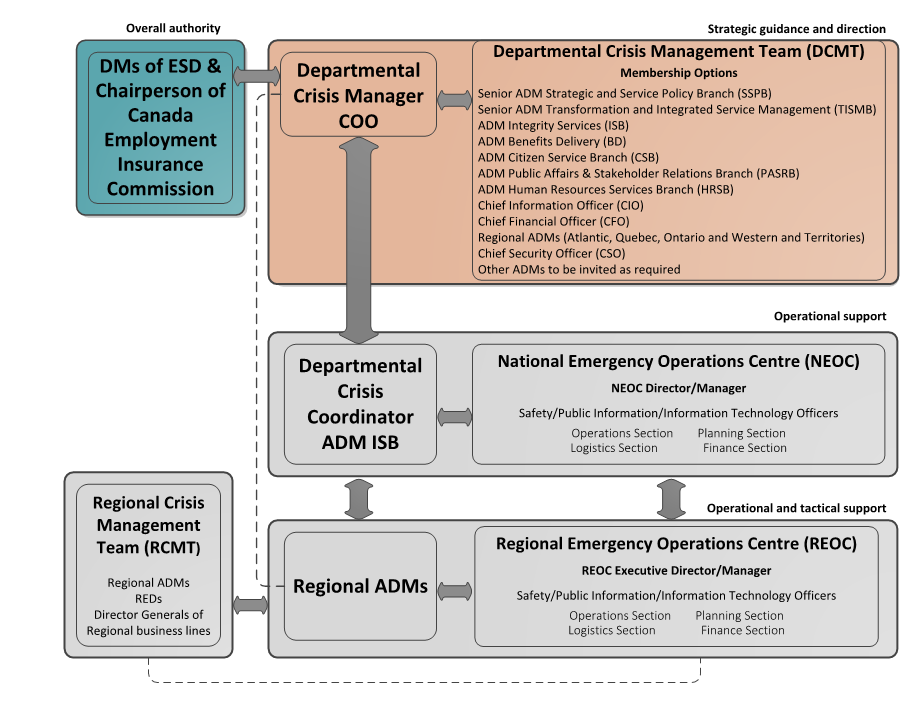 Overall authority
DMs of ESD &
Chairperson of
Canada
Employment
Insurance
Commission
Strategic guidance and direction
Departmental
Crisis Manager
COO
Departmental Crisis Management Team (DCMT)
Membership Options
Senior ADM Strategic and Service Policy Branch (SSPB)
Senior ADM Transformation and Integrated Service Management (TISMB)
ADM Integrity Services (ISB)
ADM Benefits Delivery (BD)
ADM Citizen Service Branch (CSB)
ADM Public Affairs & Stakeholder Relations Branch (PASRB)
ADM Human Resources Services Branch (HRSB)
Chief Information Officer (CIO)
Chief Financial Officer (CFO)
Regional ADMs (Atlantic, Quebec, Ontario and Western and Territories)
Chief Security Officer (CSO)
Other ADMs to be invited as required
Operational support
Departmental
Crisis
Coordinator
ADM ISB
National Emergency Operations Centre (NEOC)
NEOC Director/Manager
Safety/Public Information/Information Technology Officers
Operations Section Planning Section
Logistics Section Finance Section
Regional Crisis
Management
Team (RCMT)
Regional ADMs
REDs
Director Generals of
Regional business lines
Operational and tactical support
Regional ADMs
Regional Emergency Operations Centre (REOC)
REOC Executive Director/Manager
Safety/Public Information/Information Technology Officers
Operations Section Planning Section
Logistics Section Finance Section